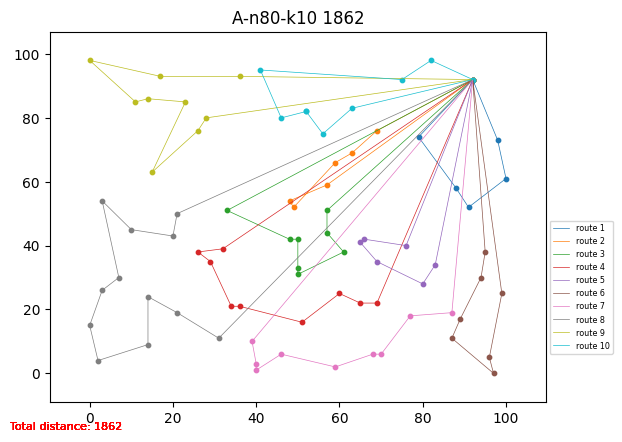 A-n80-k10 1862
100
80
60
40
20
0
0 20 40 60 80 100
route 1
route 2
route 3
route 4
route 5
route 6
route 7
route 8
route 9
route 10
Total distance: 1862